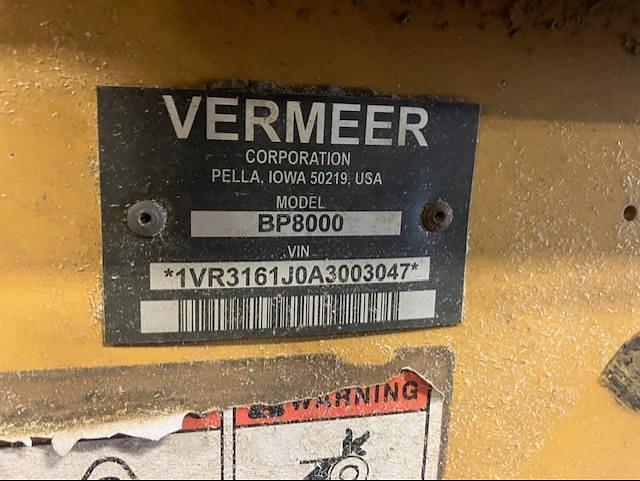 VERMEER
CORPORATION
PELLA, IOWA 50219, USA
MODEL
BP8000
VIN
*1VR3161J0A3003047*
WARNING